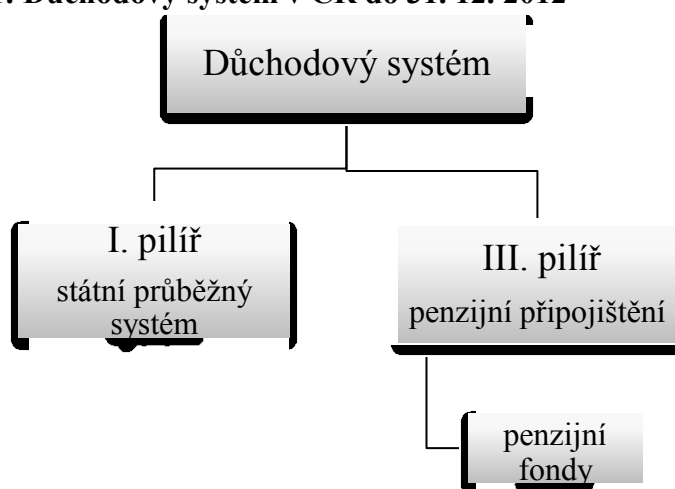 Důchodový systém v ČR do 31. 12. 2012
Důchodový systém
I. pilíř
státní průběžný
systém
III. pilíř
penzijní připojištění
penzijní
fondy